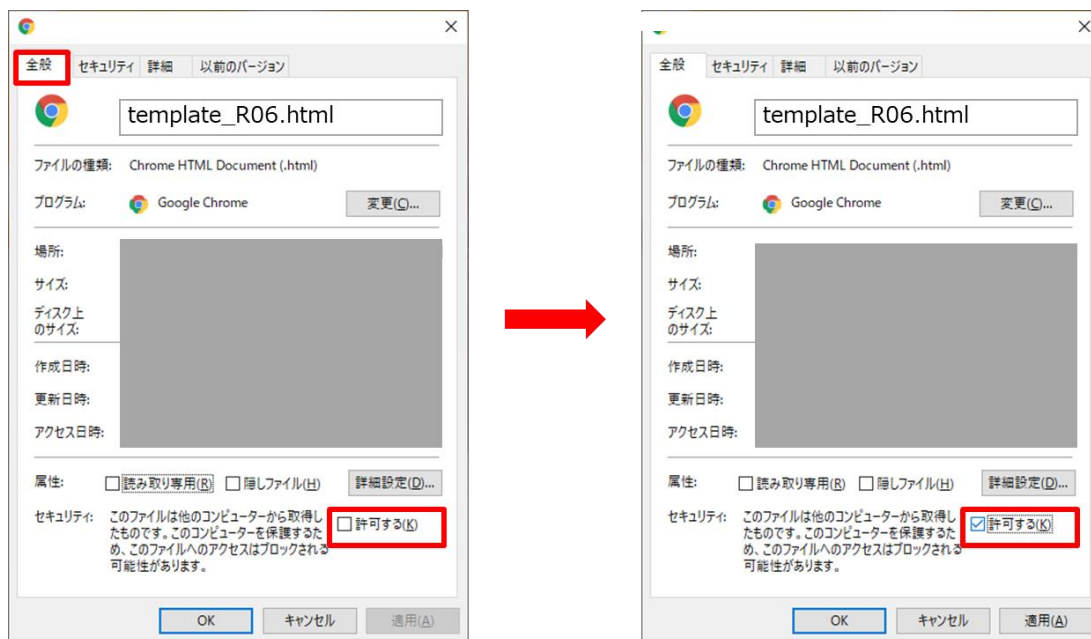 全般 セキュリティ 詳細 以前のバージョン
template_R06.html
ファイルの種類: Chrome HTML Document (.html)
プログラム: Google Chrome 変更(C)...
場所:
サイズ:
ディスク上
のサイズ:
作成日時:
更新日時:
アクセス日時:
属性: 読み取り専用(R) 隠しファイル(H) 詳細設定(D)...
セキュリティ: このファイルは他のコンピューターから取得し
たものです。このコンピューターを保護するた
め、このファイルへのアクセスはブロックされる
可能性があります。
許可する(K)
OK キャンセル 適用(A)
全般 セキュリティ 詳細 以前のバージョン
template_R06.html
ファイルの種類: Chrome HTML Document (.html)
プログラム: Google Chrome 変更(C)...
場所:
サイズ:
ディスク上
のサイズ:
作成日時:
更新日時:
アクセス日時:
属性: 読み取り専用(R) 隠しファイル(H) 詳細設定(D)...
セキュリティ: このファイルは他のコンピューターから取得し
たものです。このコンピューターを保護するた
め、このファイルへのアクセスはブロックされる
可能性があります。
許可する(K)
OK キャンセル 適用(A)